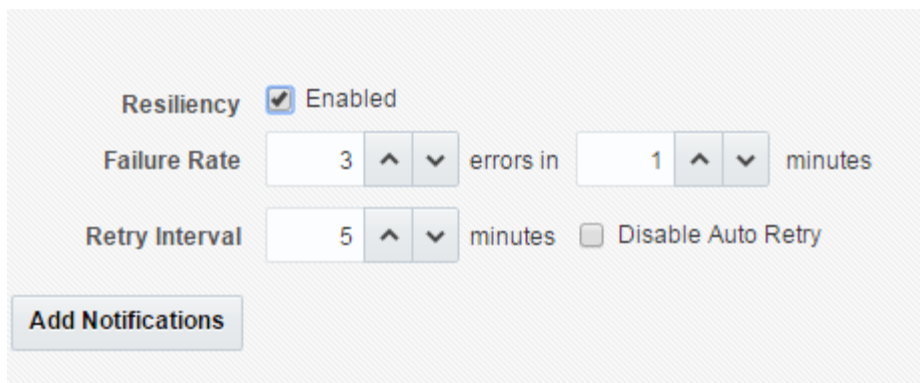 Resiliency Enabled
Failure Rate 3 errors in 1 minutes
Retry Interval 5 minutes Disable Auto Retry
Add Notifications